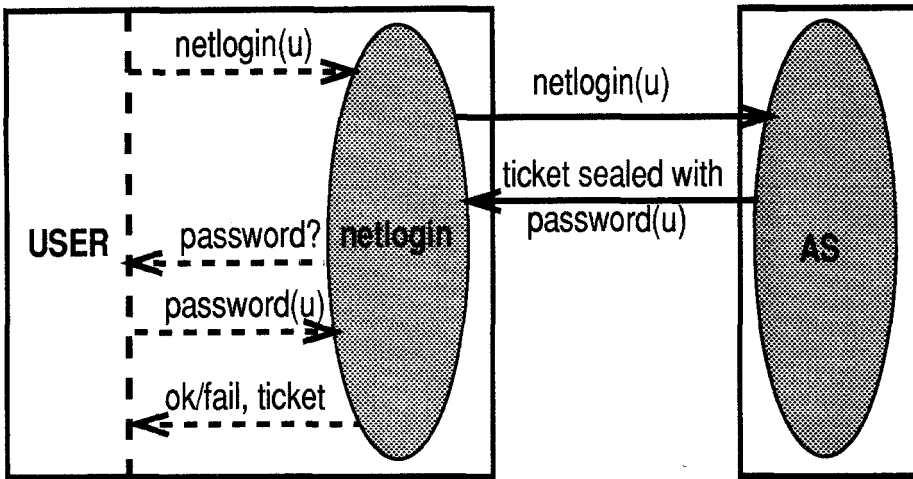 netlogin(u)
netlogin(u)
ticket sealed with
password(u)
USER
password?
netlogin
AS
password(u)
ok/fail, ticket